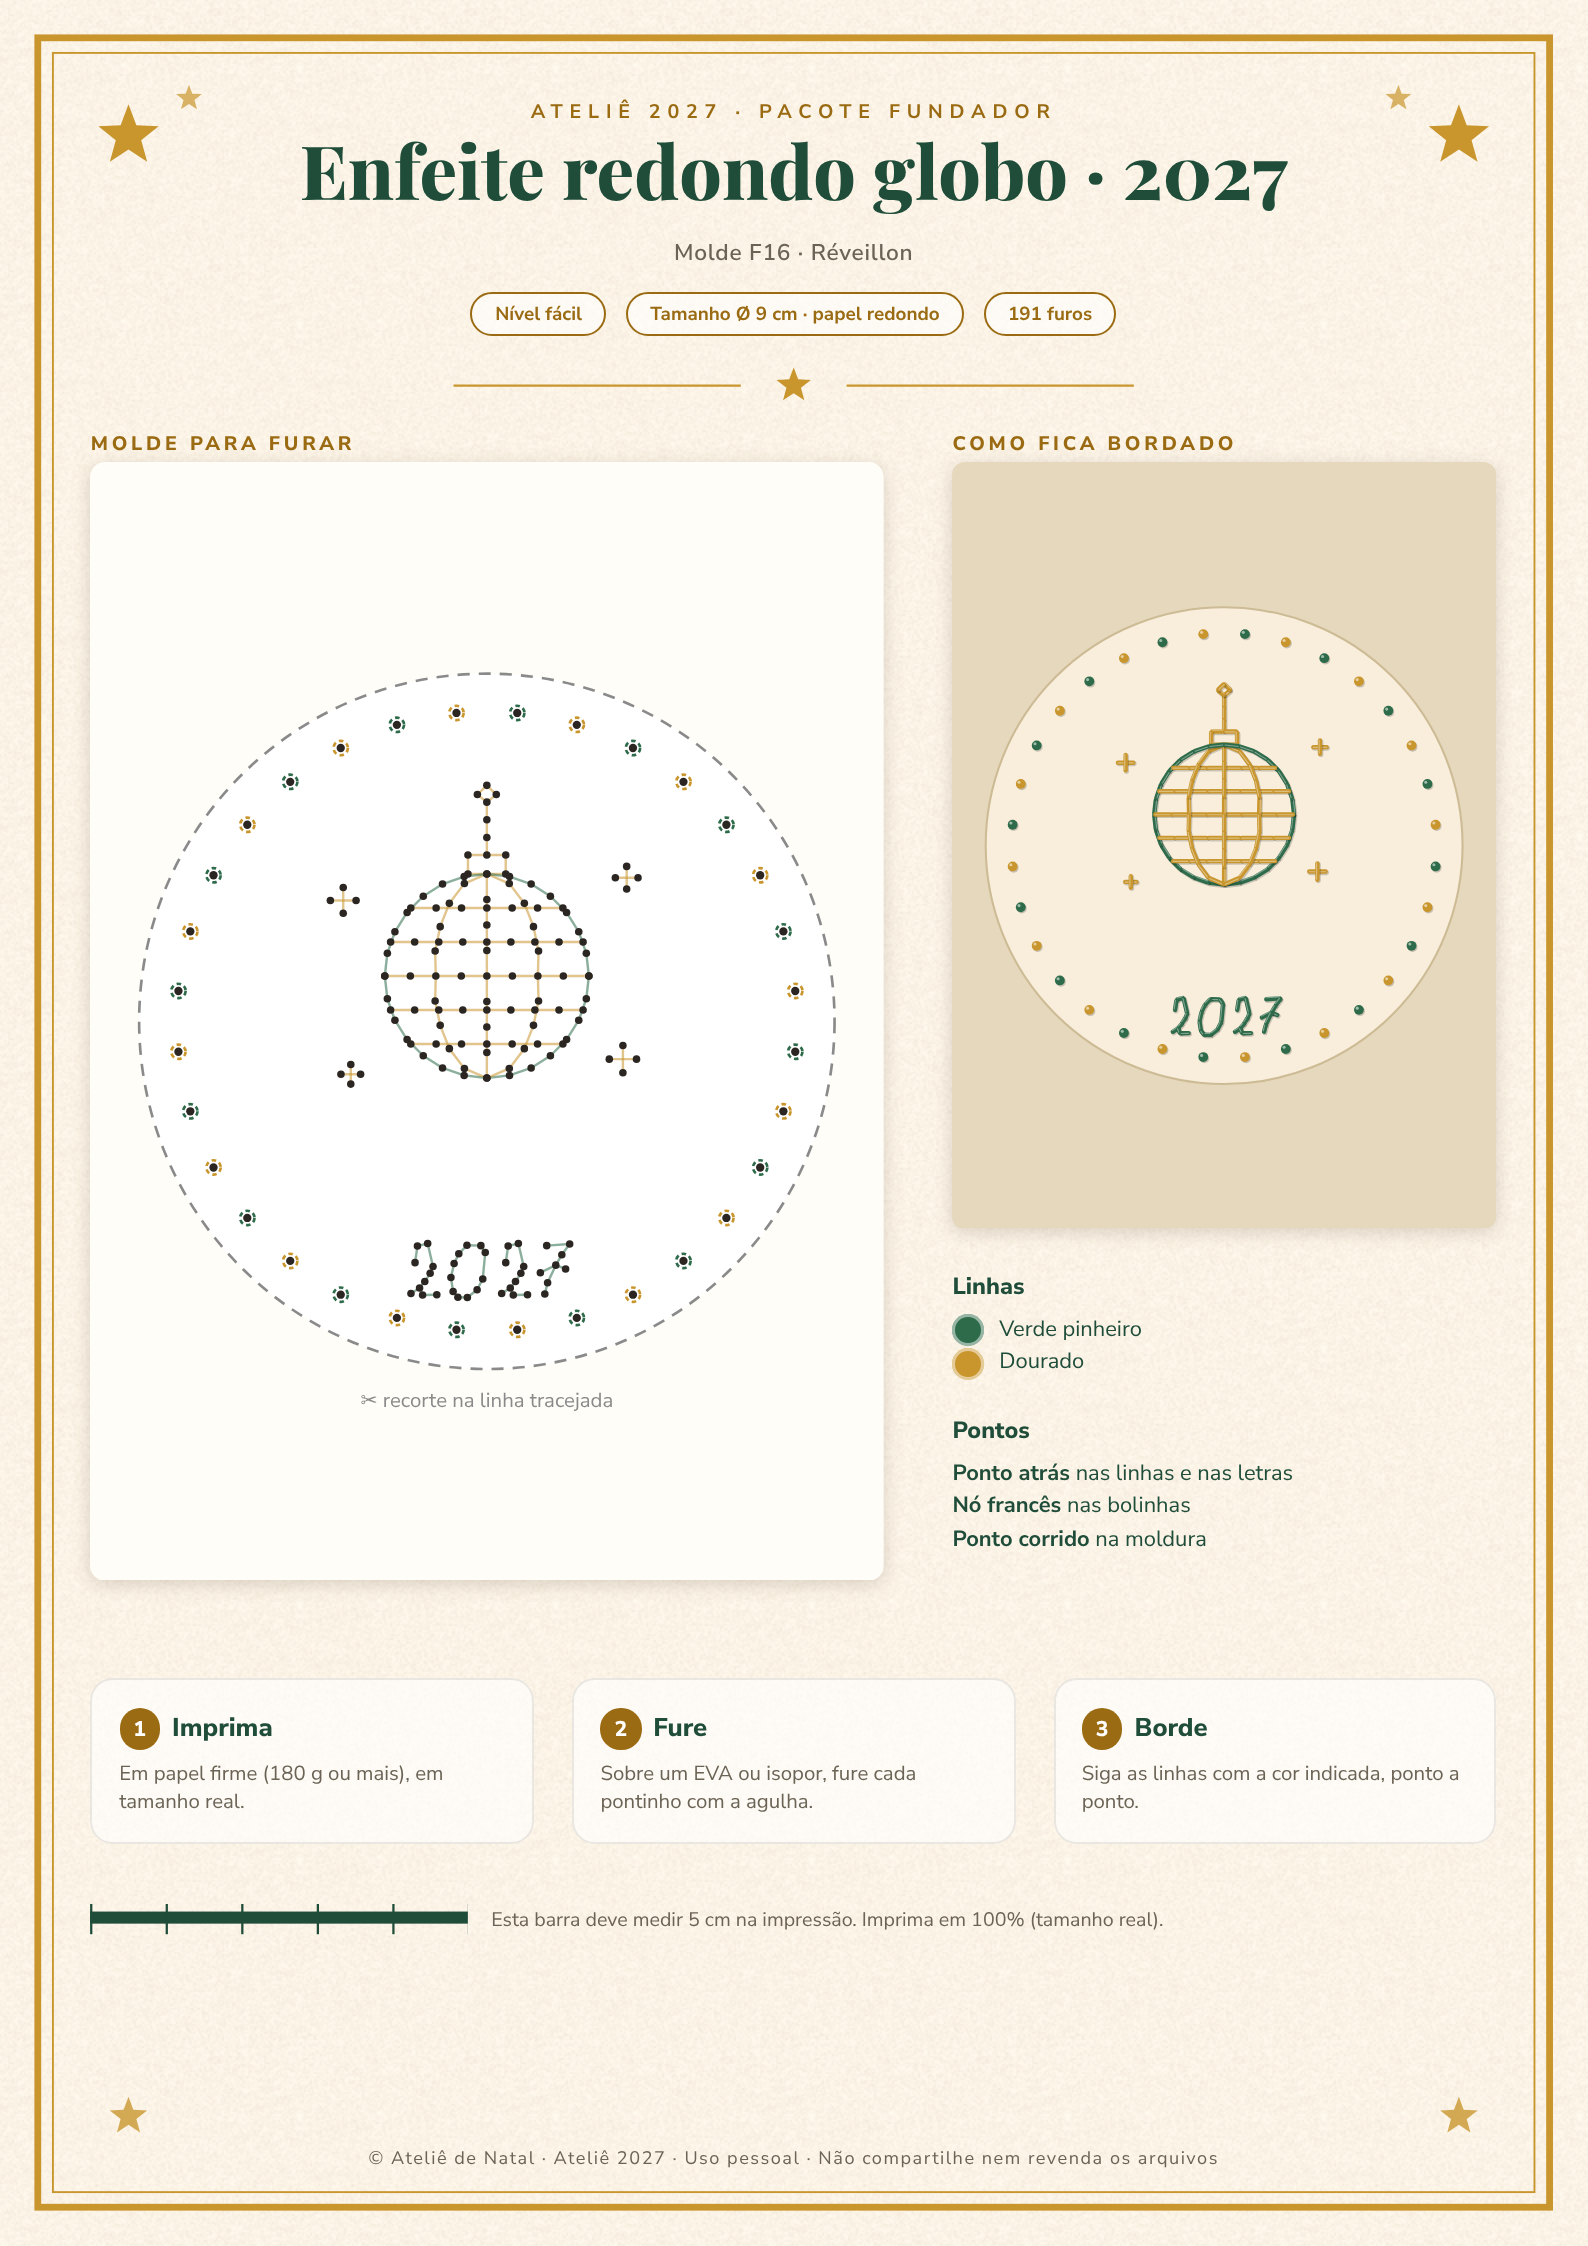 ATELIÊ 2027 · PACOTE FUNDADOR
Enfeite redondo globo · 2027
Molde F16 · Réveillon
Nível fácil
Tamanho Ø 9 cm · papel redondo
191 furos
MOLDE PARA FURAR
2027
✂ recorte na linha tracejada
COMO FICA BORDADO
2027
Linhas
Verde pinheiro
Dourado
Pontos
Ponto atrás nas linhas e nas letras
Nó francês nas bolinhas
Ponto corrido na moldura
1 Imprima
Em papel firme (180 g ou mais), em
tamanho real.
2 Fure
Sobre um EVA ou isopor, fure cada
pontinho com a agulha.
3 Borde
Siga as linhas com a cor indicada, ponto a
ponto.
Esta barra deve medir 5 cm na impressão. Imprima em 100% (tamanho real).
© Ateliê de Natal · Ateliê 2027 · Uso pessoal · Não compartilhe nem revenda os arquivos